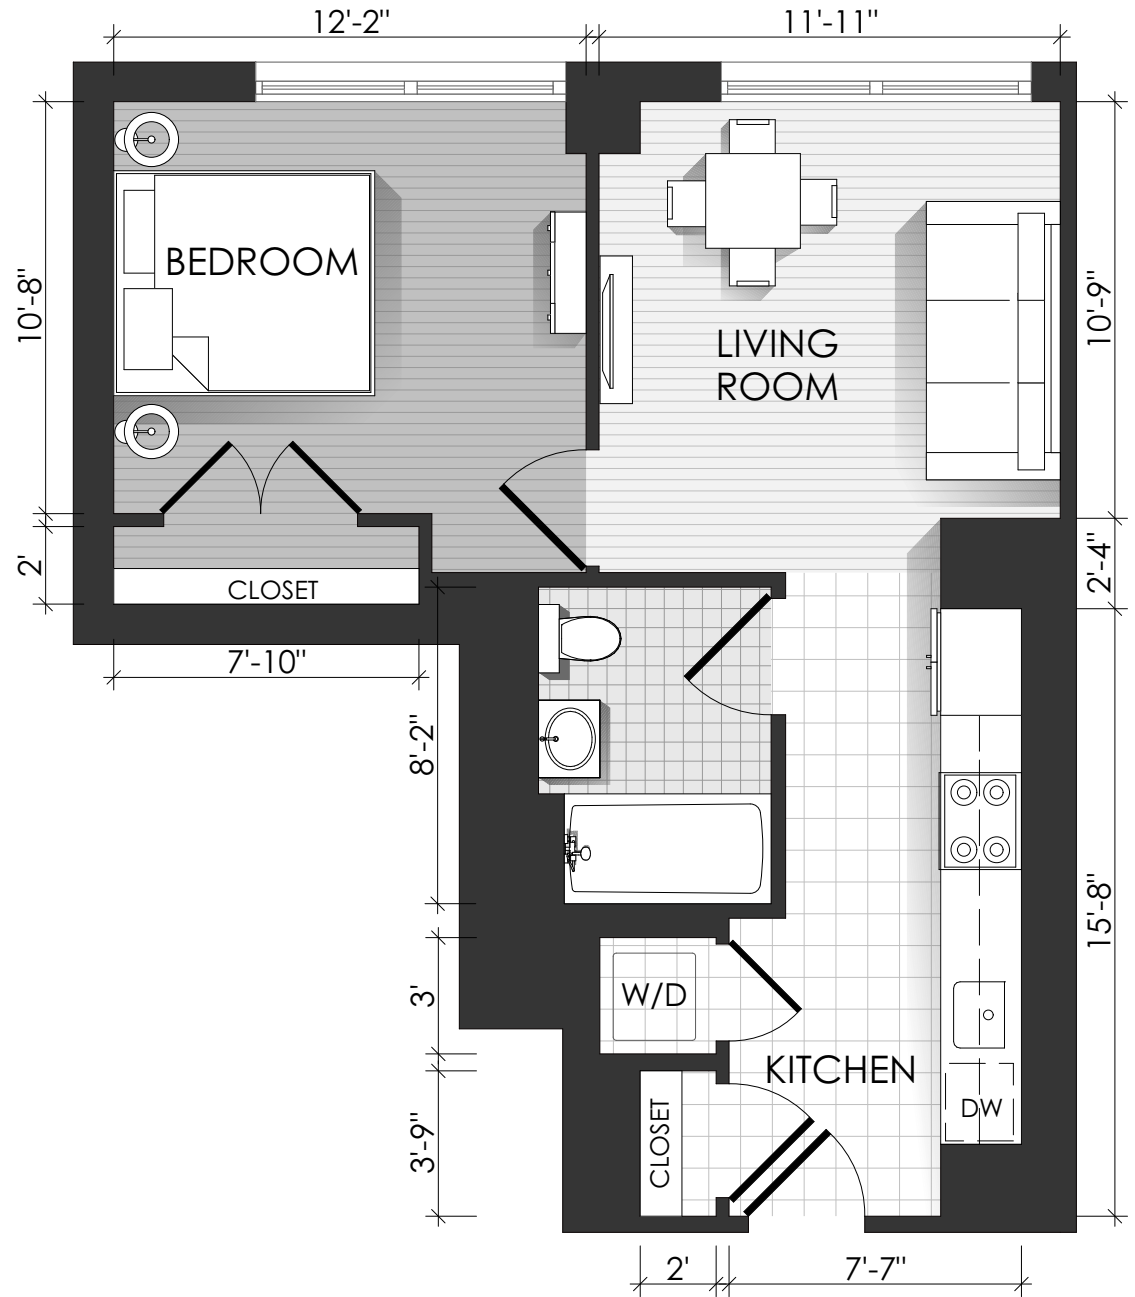 12'-2"
11'-11"
BEDROOM
10'-8"
LIVING
ROOM
10'-9"
2'
CLOSET
2'-4"
7'-10"
8'-2"
15'-8"
3'
W/D
KITCHEN
3'-9"
CLOSET
DW
2'
7'-7"